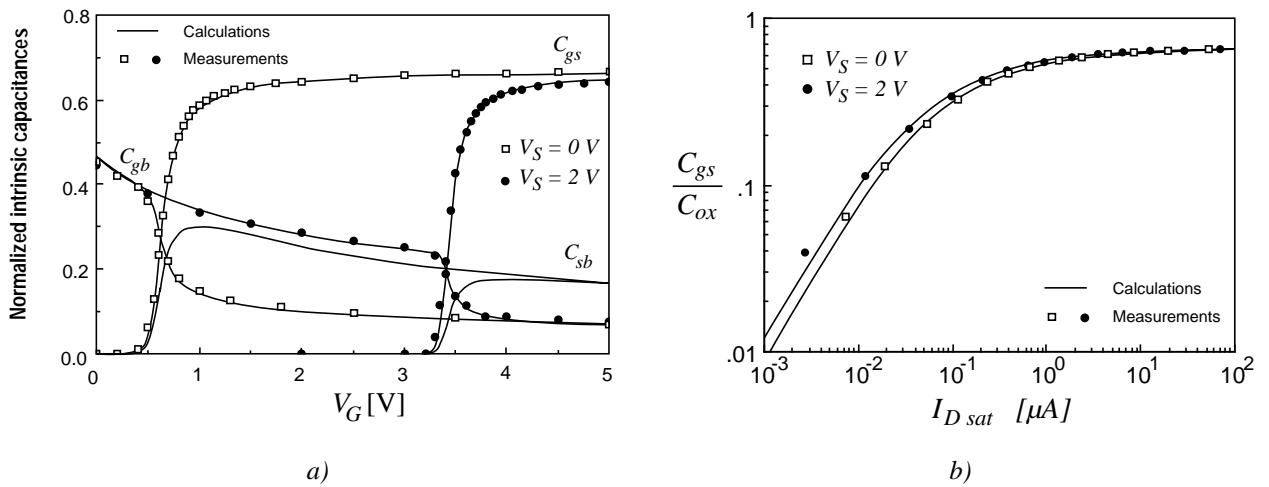 Normalized intrinsic capacitances
0.8
0.6
0.4
0.2
0.0
Calculations
Measurements
C_gs
C_gb
C_sb
V_S = 0 V
V_S = 2 V
0 1 2 3 4 5
V_G [V]
a)
C_gs
C_ox
1
.1
.01
V_S = 0 V
V_S = 2 V
Calculations
Measurements
10^-3 10^-2 10^-1 10^0 10^1 10^2
I_D sat [µA]
b)